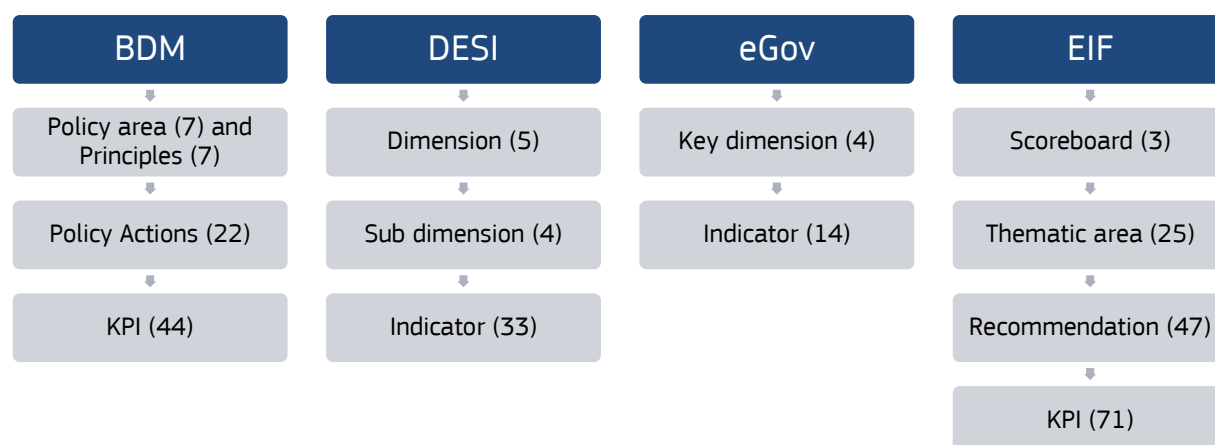 BDM
Policy area (7) and
Principles (7)
Policy Actions (22)
KPI (44)
DESI
Dimension (5)
Sub dimension (4)
Indicator (33)
eGov
Key dimension (4)
Indicator (14)
EIF
Scoreboard (3)
Thematic area (25)
Recommendation (47)
KPI (71)